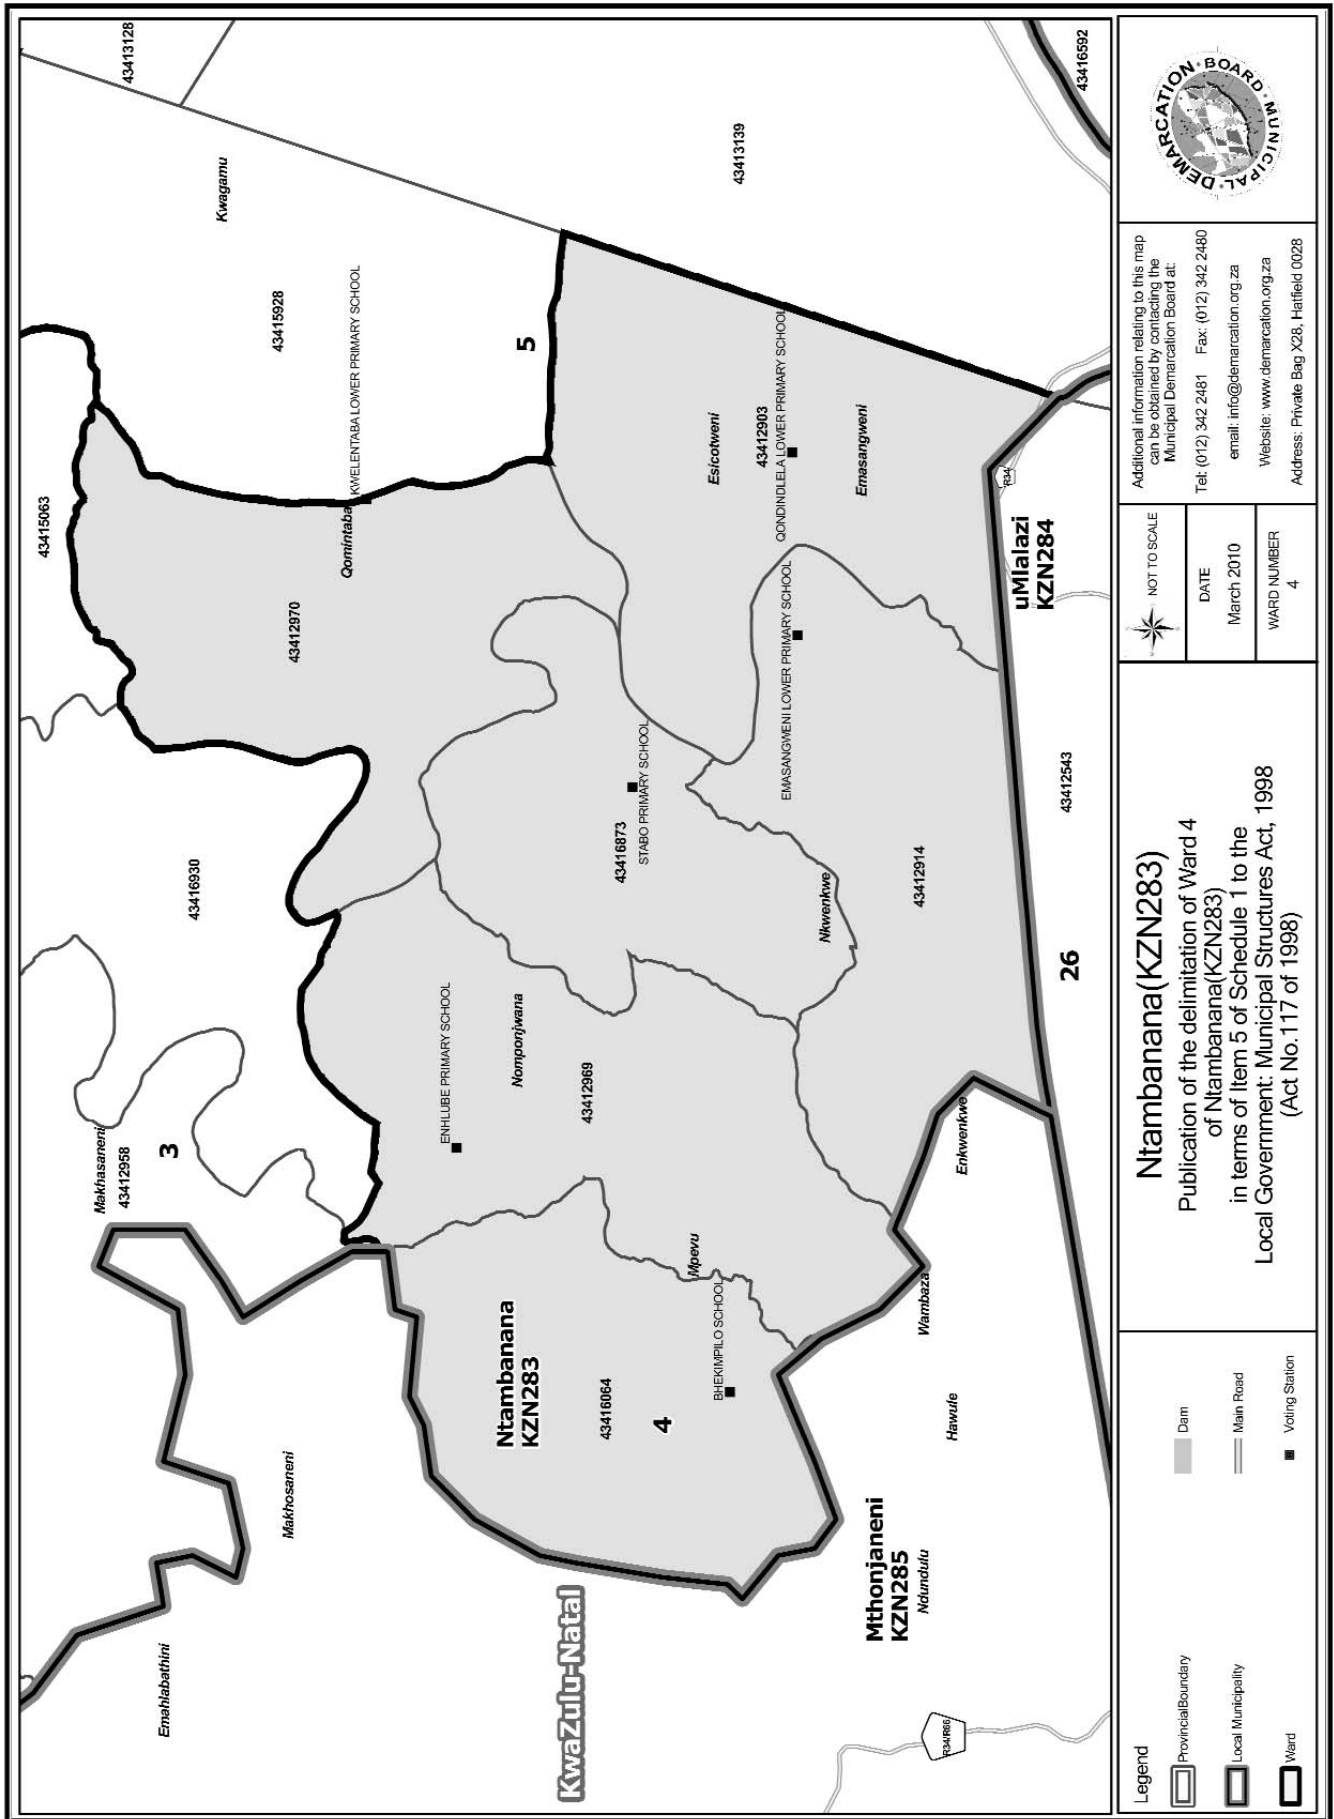 43413128
43416592
Kwagamu
43413139
43415928
KWELENTABA LOWER PRIMARY SCHOOL
5
43415063
QONDINDLELA LOWER PRIMARY SCHOOL
Esicotweni
43412903
Emasangweni
R34
Qomintaba
uMlalazi
KZN284
43412970
EMASANGWENI LOWER PRIMARY SCHOOL
STABO PRIMARY SCHOOL
43416873
43412543
43416930
43412914
Nkwenkwe
26
ENHLUBE PRIMARY SCHOOL
Nomponjwana
43412969
Makhasaneni
43412958
3
Enkwenkwe
Mpevu
Wambaza
BHEKIMPILO SCHOOL
Ntambanana
KZN283
43416064
4
Hawule
Makhosaneni
Mthonjaneni
KZN285
Ndundulu
KwaZulu-Natal
Emahlabathini
R34/R66
Legend
ProvincialBoundary
Local Municipality
Ward
Dam
Main Road
Voting Station
Ntambanana(KZN283)
Publication of the delimitation of Ward 4
of Ntambanana(KZN283)
in terms of Item 5 of Schedule 1 to the
Local Government: Municipal Structures Act, 1998
(Act No.117 of 1998)
NOT TO SCALE
DATE
March 2010
WARD NUMBER
4
Additional information relating to this map
can be obtained by contacting the
Municipal Demarcation Board at:
Tel: (012) 342 2481 Fax: (012) 342 2480
email: info@demarcation.org.za
Website: www.demarcation.org.za
Address: Private Bag X28, Hatfield 0028
MUNICIPAL DEMARCATION BOARD